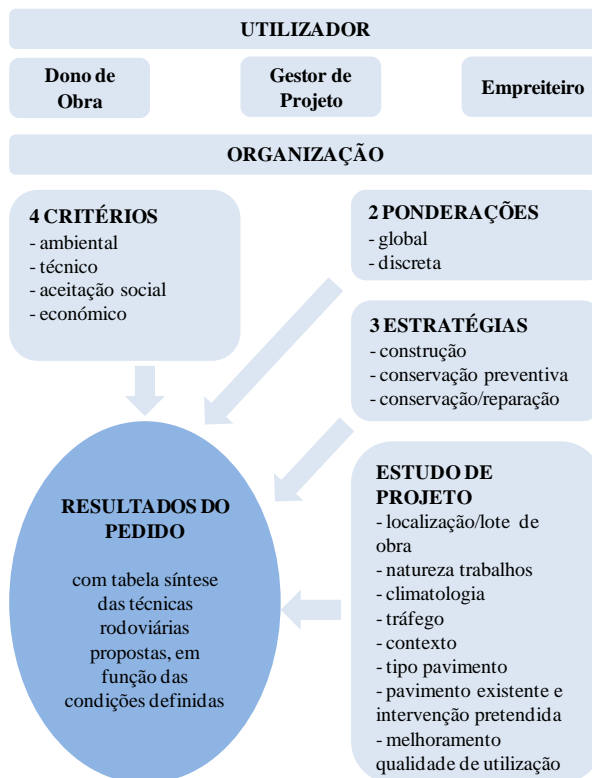 UTILIZADOR
Dono de
Obra
Gestor de
Projeto
Empreiteiro
ORGANIZAÇÃO
4 CRITÉRIOS
- ambiental
- técnico
- aceitação social
- económico
2 PONDERAÇÕES
- global
- discreta
3 ESTRATÉGIAS
- construção
- conservação preventiva
- conservação/reparação
RESULTADOS DO
PEDIDO
com tabela síntese
das técnicas
rodoviárias
propostas, em
função das
condições definidas
ESTUDO DE
PROJETO
- localização/lote de
obra
- natureza trabalhos
- climatologia
- tráfego
- contexto
- tipo pavimento
- pavimento existente e
intervenção pretendida
- melhoramento
qualidade de utilização